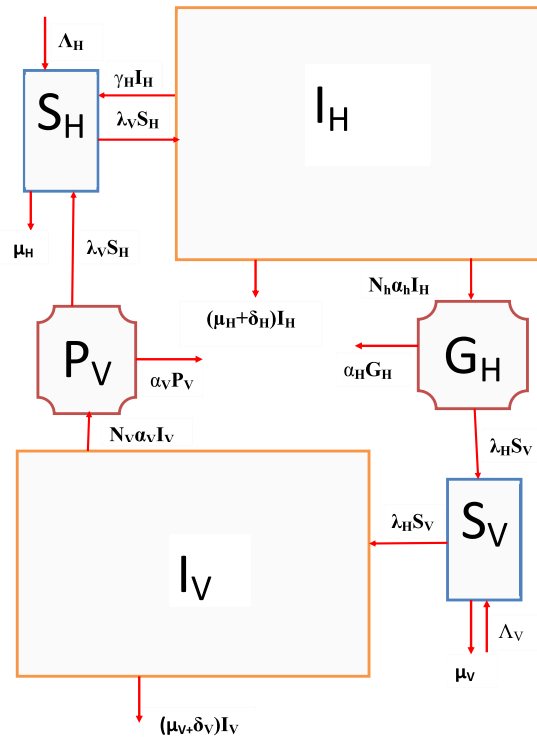 Λ_H
γ_H I_H
S_H
I_H
λ_V S_H
μ_H
λ_V S_H
N_h α_h I_H
(μ_H+δ_H)I_H
P_V
G_H
α_V P_V
α_H G_H
N_V α_V I_V
λ_H S_V
λ_H S_V
S_V
I_V
Λ_V
μ_V
(μ_V+δ_V)I_V